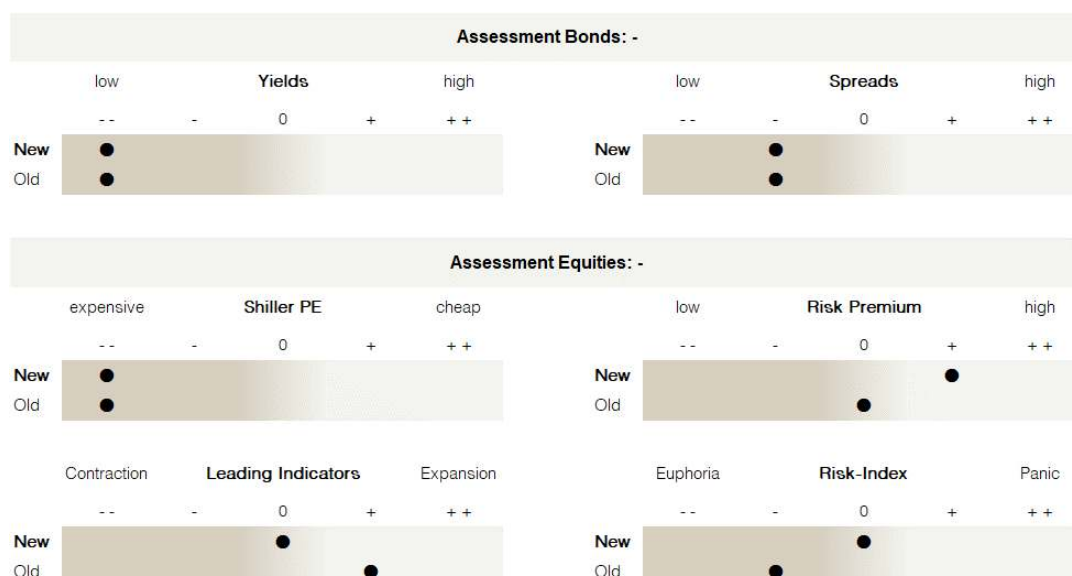 Assessment Bonds: -
low Yields high low Spreads high
- - - 0 + + + - - - 0 + + +
New New
Old Old
Assessment Equities: -
expensive Shiller PE cheap low Risk Premium high
- - - 0 + + + - - - 0 + + +
New New
Old Old
Contraction Leading Indicators Expansion Euphoria Risk-Index Panic
- - - 0 + + + - - - 0 + + +
New New
Old Old